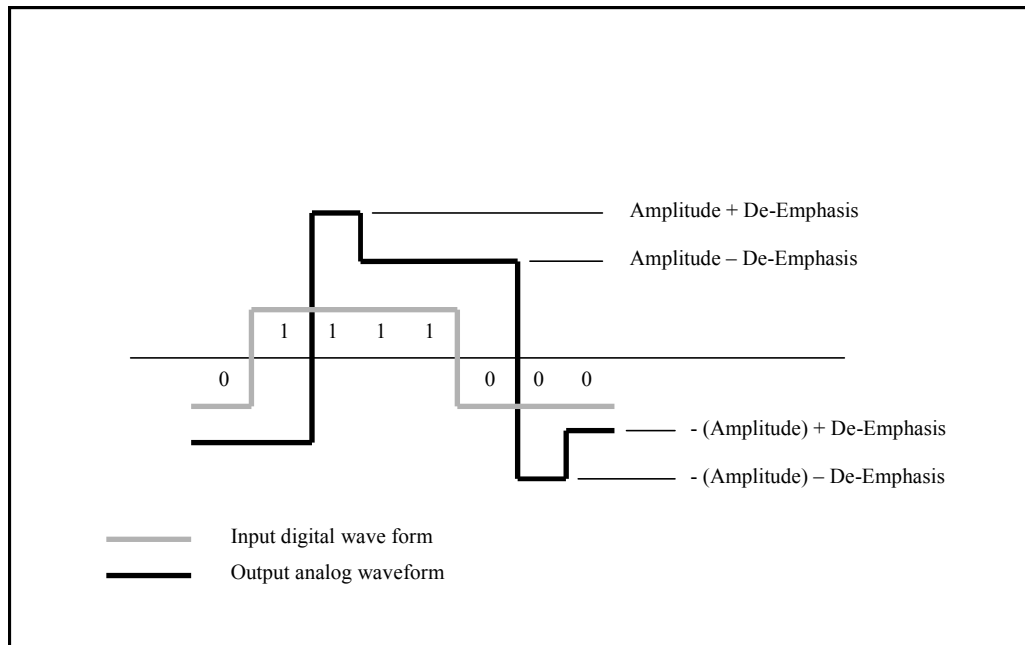 Amplitude + De-Emphasis
Amplitude – De-Emphasis
1 1 1 1
0 0 0 0
- (Amplitude) + De-Emphasis
- (Amplitude) – De-Emphasis
Input digital wave form
Output analog waveform